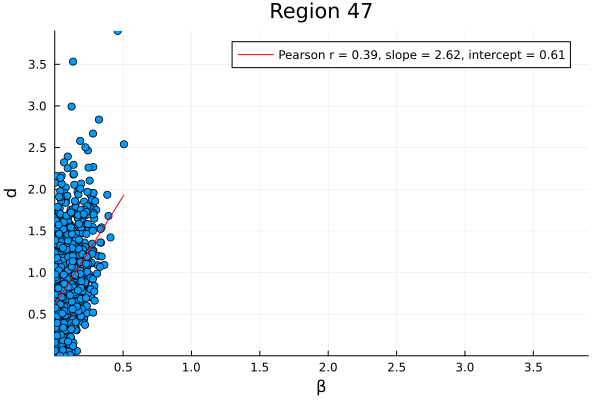 Region 47
Pearson r = 0.39, slope = 2.62, intercept = 0.61
3.5
3.0
2.5
2.0
1.5
1.0
0.5
d
0.5 1.0 1.5 2.0 2.5 3.0 3.5
β